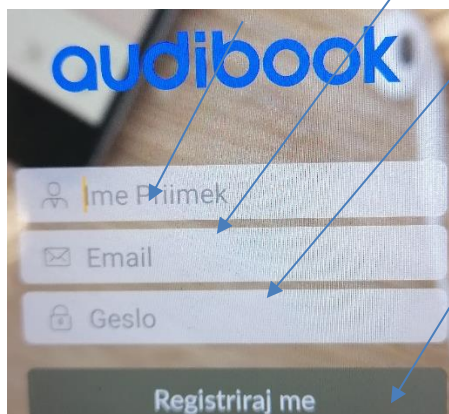 audibook
Ime Priimek
Email
Geslo
Registriraj me